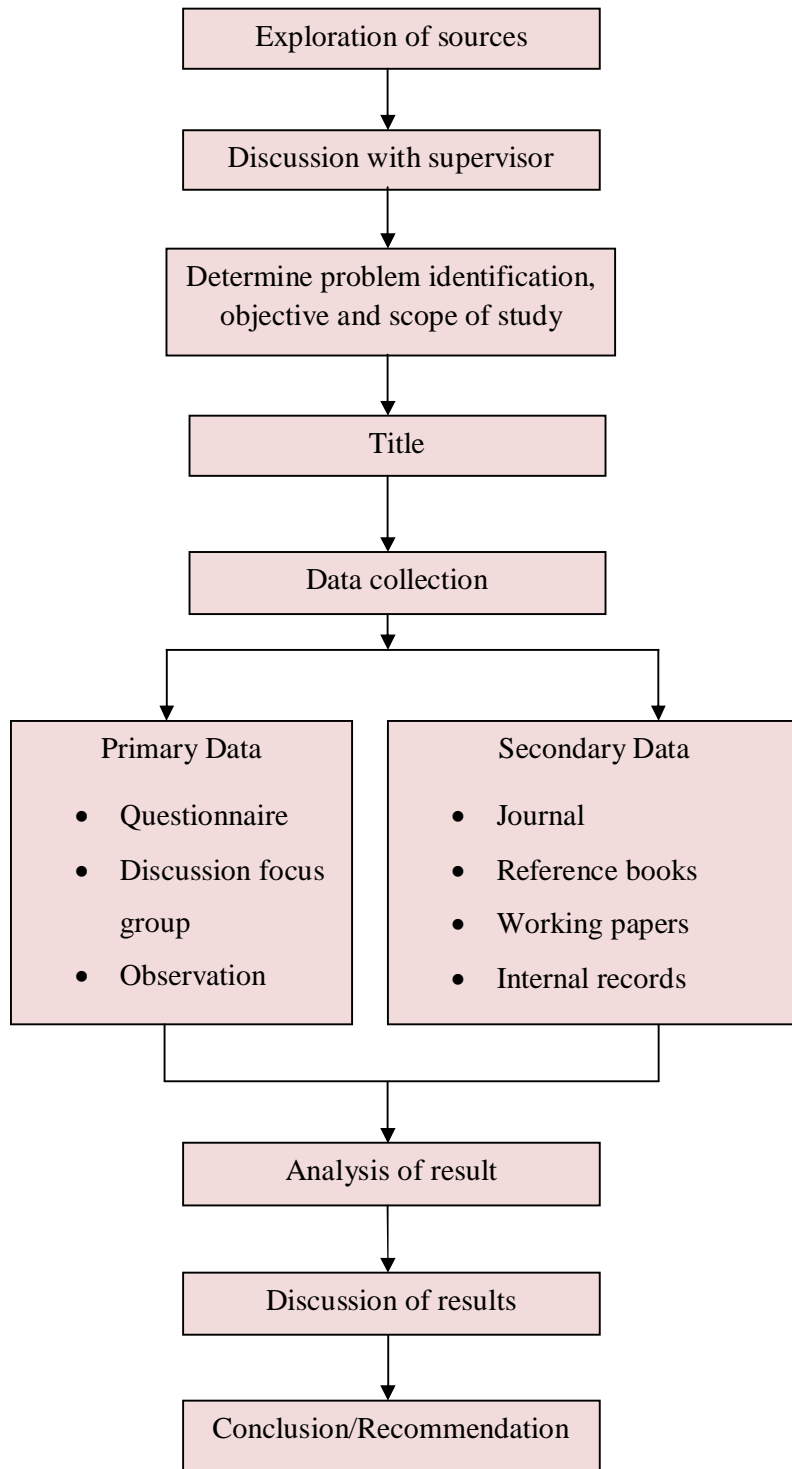 Exploration of sources
Discussion with supervisor
Determine problem identification,
objective and scope of study
Title
Data collection
Primary Data
• Questionnaire
• Discussion focus
group
• Observation
Secondary Data
• Journal
• Reference books
• Working papers
• Internal records
Analysis of result
Discussion of results
Conclusion/Recommendation